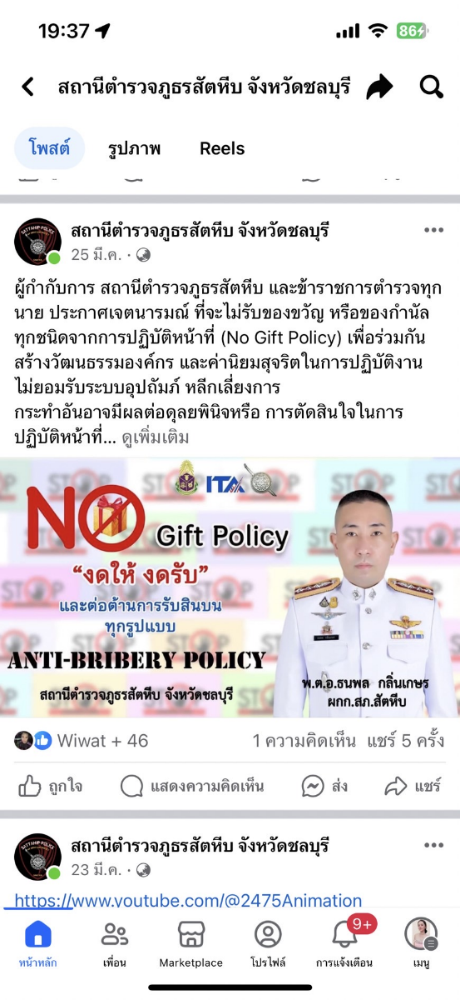 19:37
86
สถานีตำรวจภูธรสัตหีบ จังหวัดชลบุรี
โพสต์ รูปภาพ Reels
สถานีตำรวจภูธรสัตหีบ จังหวัดชลบุรี
25 มี.ค.
ผู้กำกับการ สถานีตำรวจภูธรสัตหีบ และข้าราชการตำรวจทุก
นาย ประกาศเจตนารมณ์ ที่จะไม่รับของขวัญ หรือของกำนัล
ทุกชนิดจากการปฏิบัติหน้าที่ (No Gift Policy) เพื่อร่วมกัน
สร้างวัฒนธรรมองค์กร และค่านิยมสุจริตในการปฏิบัติงาน
ไม่ยอมรับระบบอุปถัมภ์ หลีกเลี่ยงการ
กระทำอันอาจมีผลต่อดุลยพินิจหรือ การตัดสินใจในการ
ปฏิบัติหน้าที่... ดูเพิ่มเติม
ITA
NO
Gift Policy
“งดให้ งดรับ”
และต่อต้านการรับสินบน
ทุกรูปแบบ
ANTI-BRIBERY POLICY
สถานีตำรวจภูธรสัตหีบ จังหวัดชลบุรี
พ.ต.อ.ธนพล กลิ่นเกษร
ผกก.สภ.สัตหีบ
Wiwat + 46
1 ความคิดเห็น แชร์ 5 ครั้ง
ถูกใจ แสดงความคิดเห็น ส่ง แชร์
สถานีตำรวจภูธรสัตหีบ จังหวัดชลบุรี
23 มี.ค.
https://www.youtube.com/@2475Animation
9+
หน้าหลัก เพื่อน Marketplace โปรไฟล์ การแจ้งเตือน เมนู